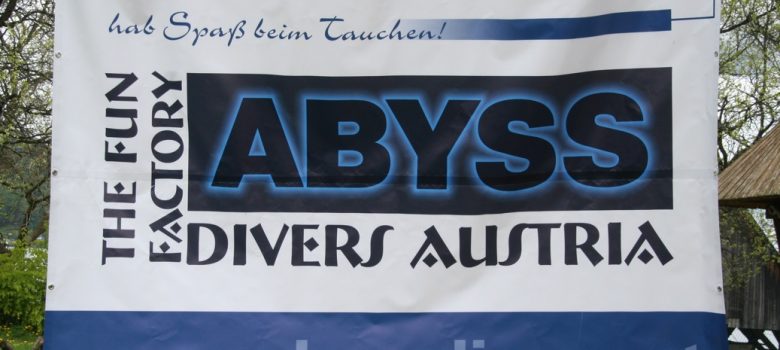 hab Spaß beim Tauchen!
THE FUN
FACTORY
ABYSS
DIVERS AUSTRIA